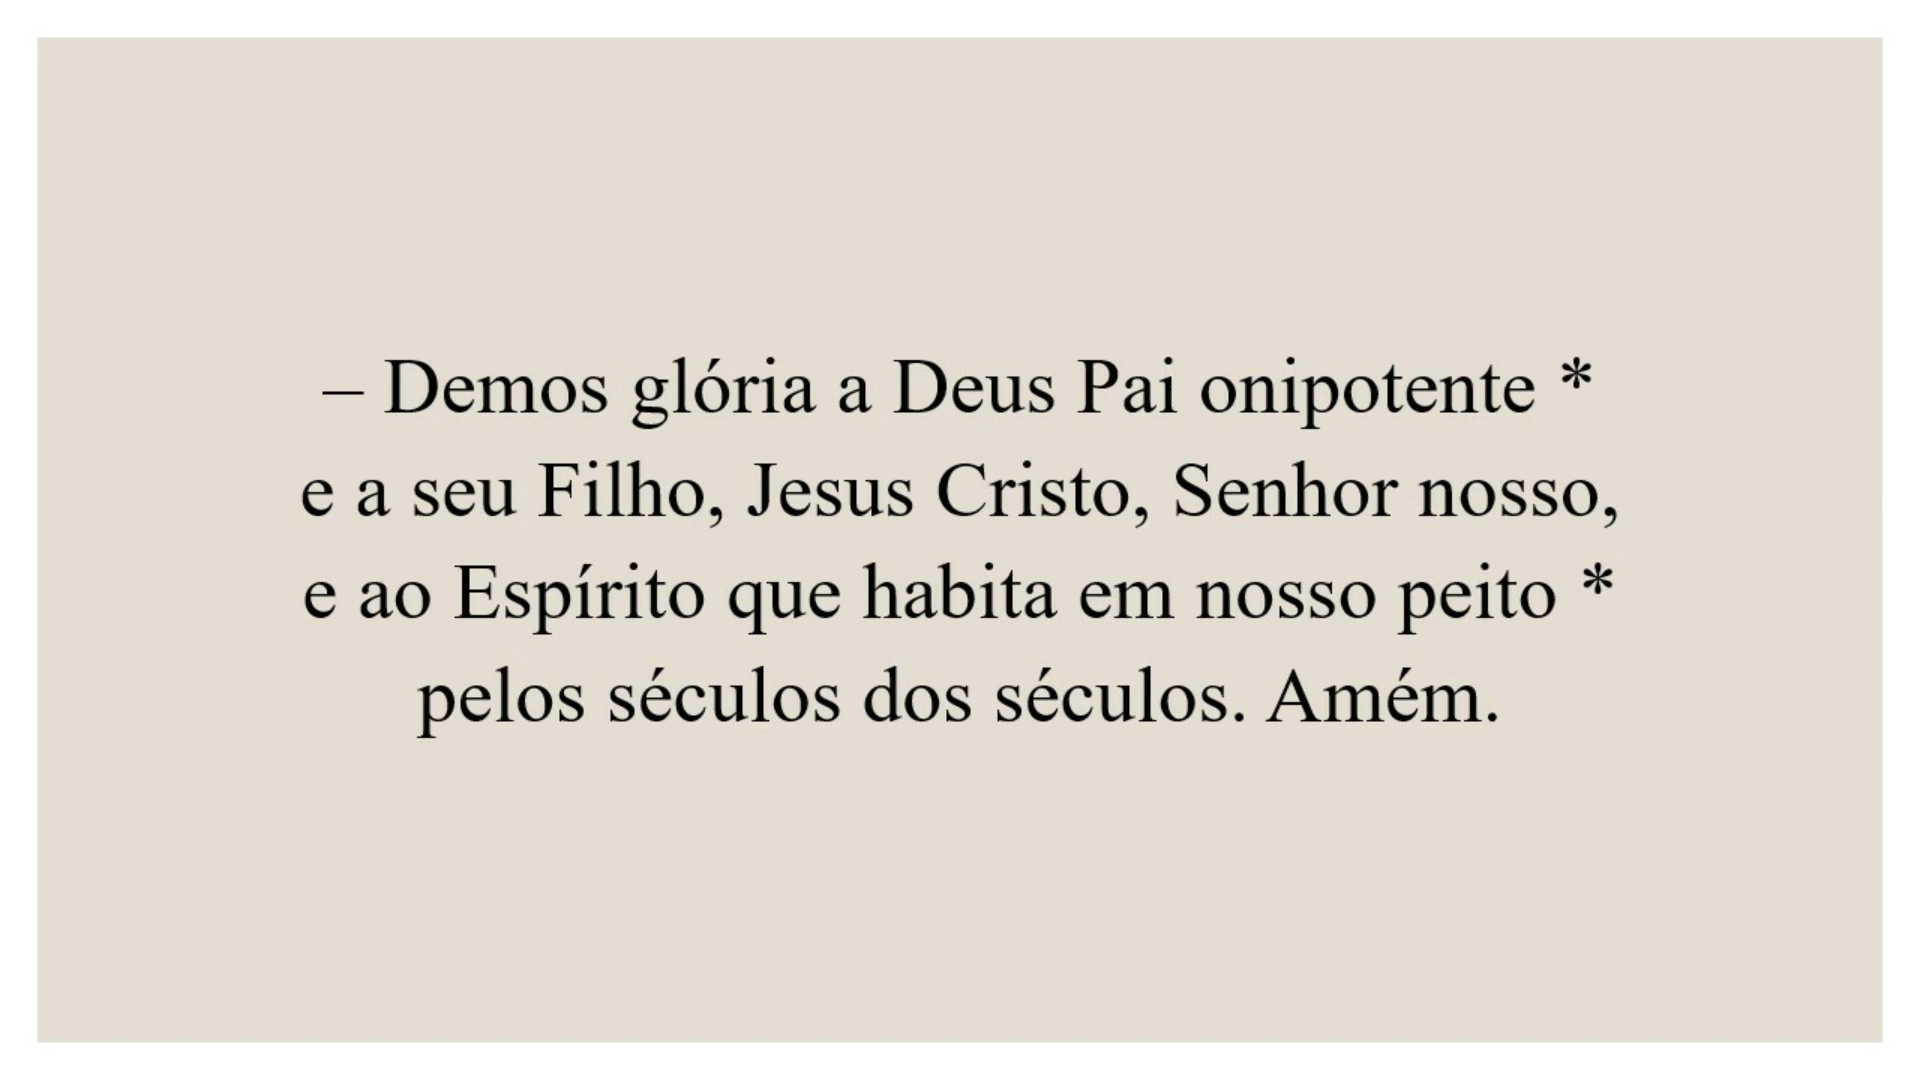 – Demos glória a Deus Pai onipotente *
e a seu Filho, Jesus Cristo, Senhor nosso,
e ao Espírito que habita em nosso peito *
pelos séculos dos séculos. Amém.